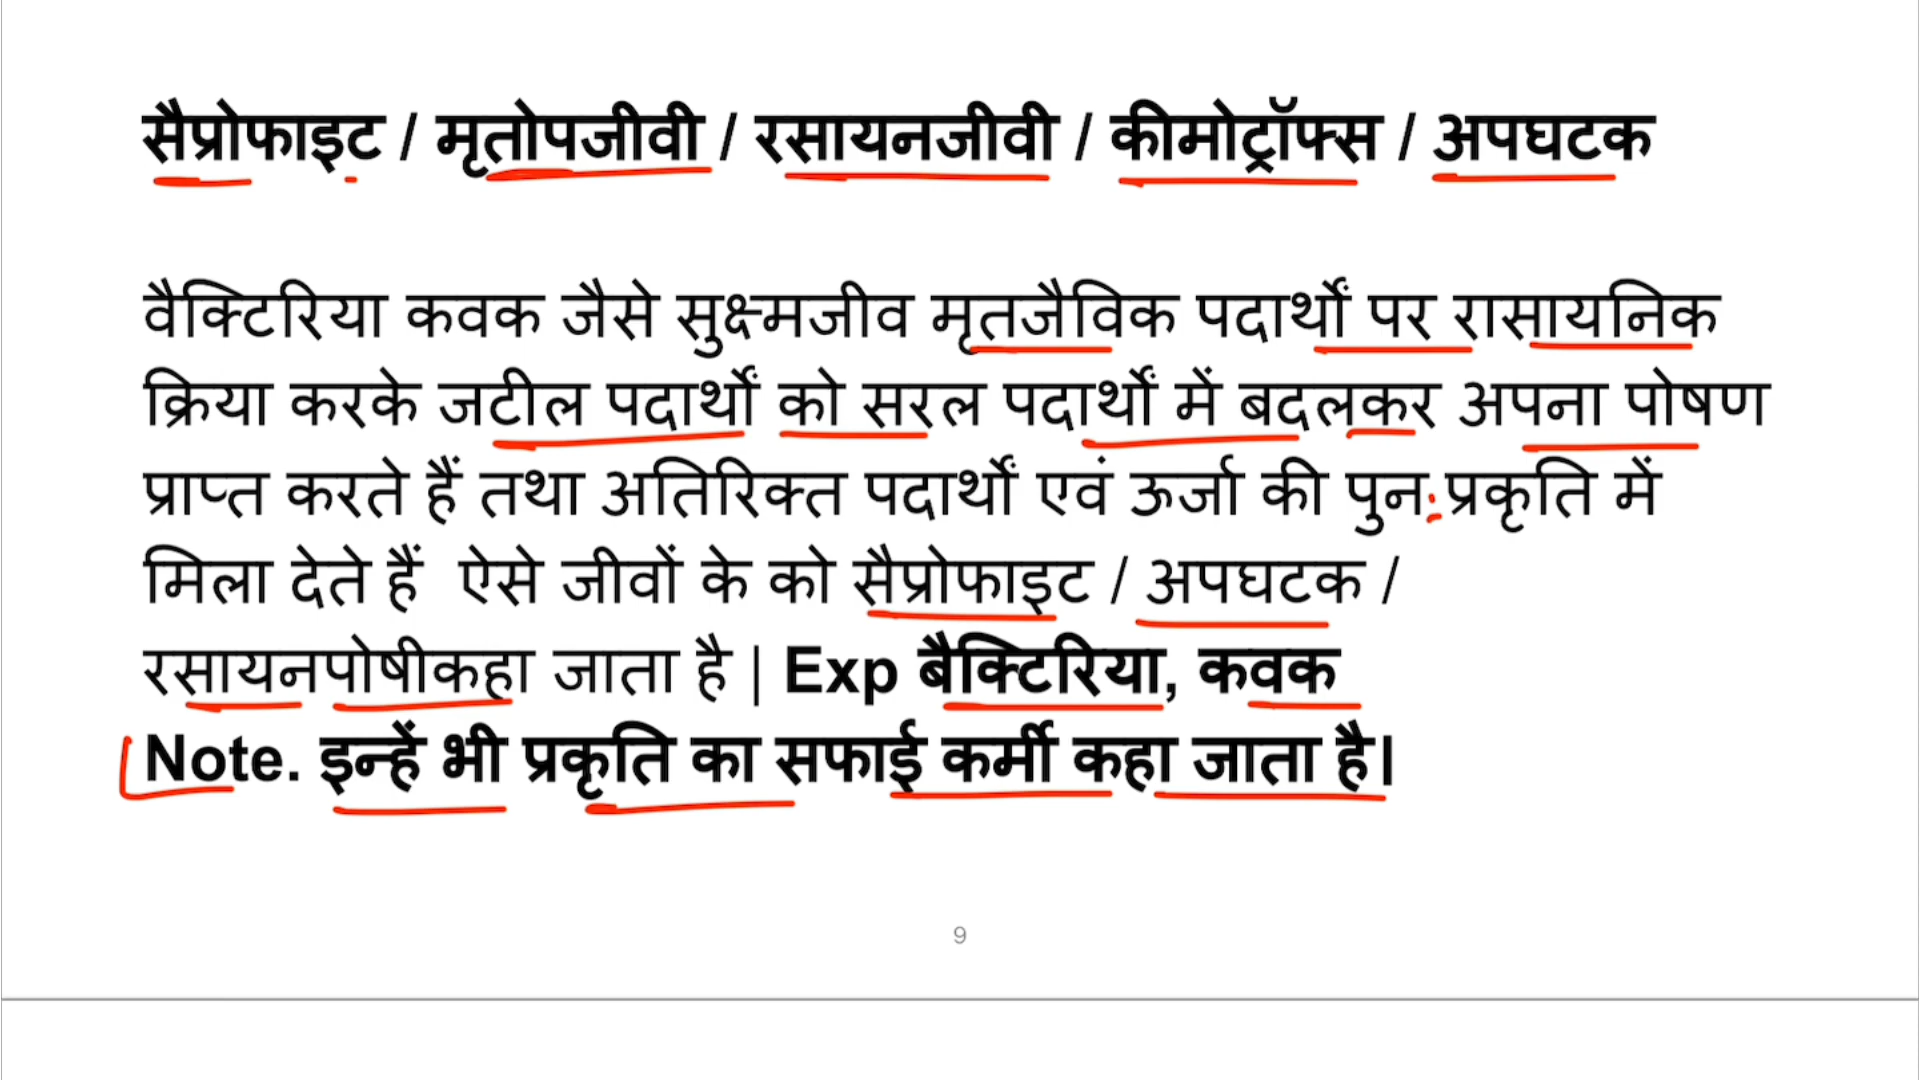 सैप्रोफाइट / मृतोपजीवी / रसायनजीवी / कीमोट्रॉफ्स / अपघटक
वैक्टिरिया कवक जैसे सुक्ष्मजीव मृतजैविक पदार्थों पर रासायनिक
क्रिया करके जटील पदार्थों को सरल पदार्थों में बदलकर अपना पोषण
प्राप्त करते हैं तथा अतिरिक्त पदार्थों एवं ऊर्जा की पुन: प्रकृति में
मिला देते हैं ऐसे जीवों के को सैप्रोफाइट / अपघटक /
रसायनपोषीकहा जाता है | Exp बैक्टिरिया, कवक
Note. इन्हें भी प्रकृति का सफाई कर्मी कहा जाता है।
9